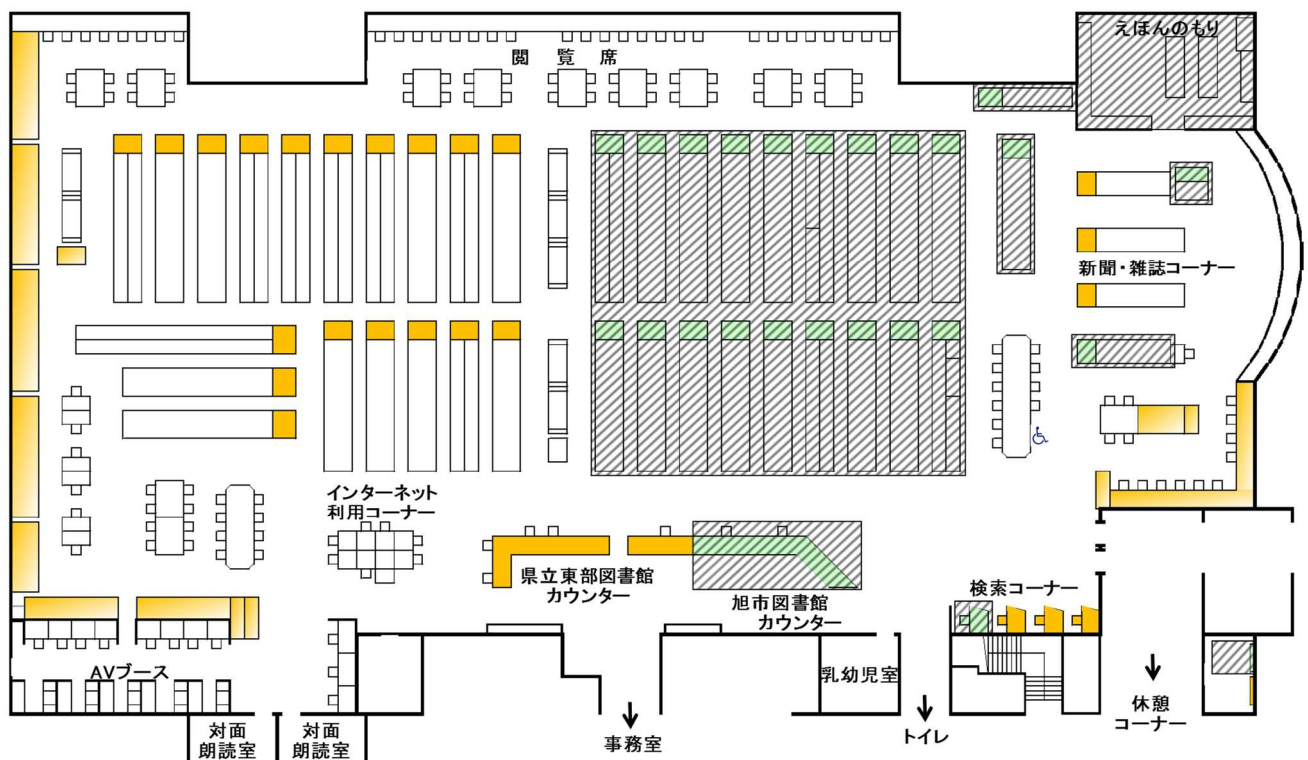 えほんのもり
閲覧席
新聞・雑誌コーナー
インターネット
利用コーナー
県立東部図書館
カウンター
旭市図書館
カウンター
検索コーナー
AVブース
乳幼児室
対面
朗読室
対面
朗読室
事務室
トイレ
休憩
コーナー